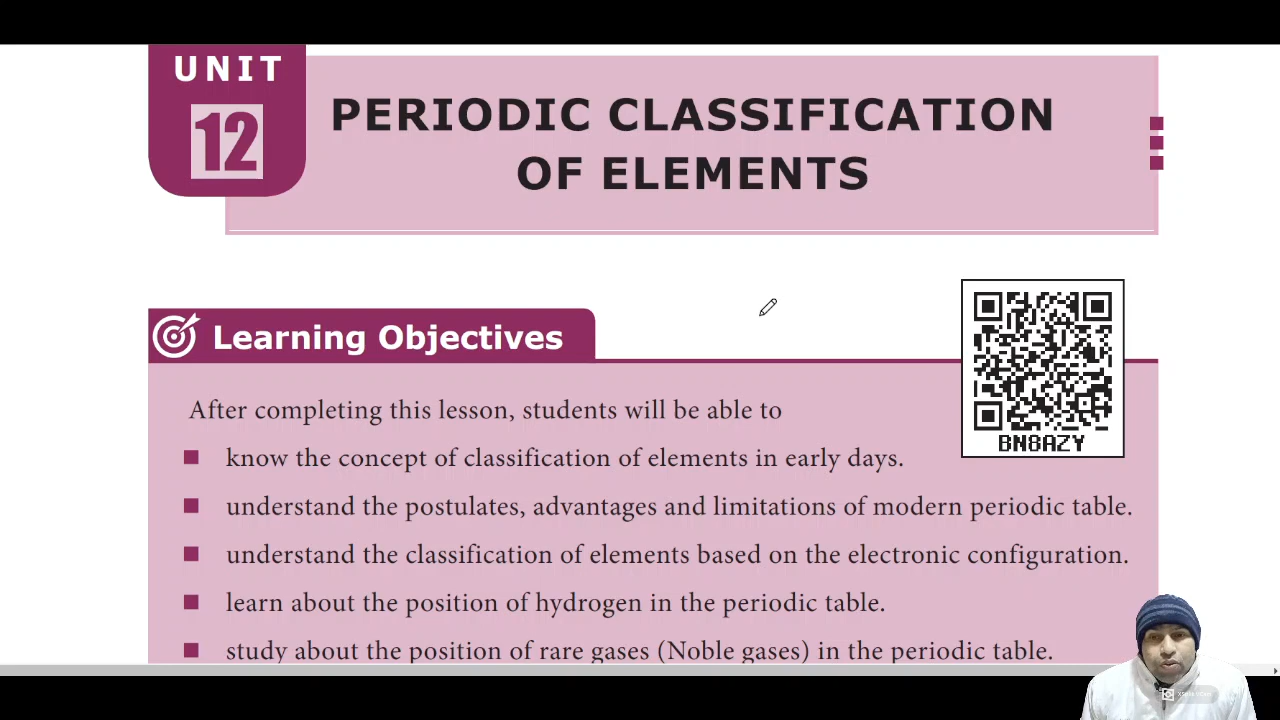 UNIT
12
PERIODIC CLASSIFICATION
OF ELEMENTS
BN8AZY
Learning Objectives
After completing this lesson, students will be able to
know the concept of classification of elements in early days.
understand the postulates, advantages and limitations of modern periodic table.
understand the classification of elements based on the electronic configuration.
learn about the position of hydrogen in the periodic table.
study about the position of rare gases (Noble gases) in the periodic table.